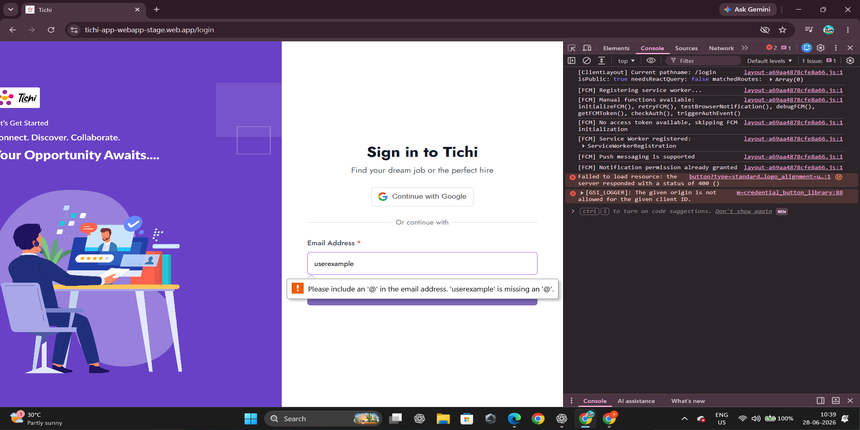 Tichi
Ask Gemini
tichi-app-webapp-stage.web.app/login
Tichi
Let's Get Started
Connect. Discover. Collaborate.
Your Opportunity Awaits....
Sign in to Tichi
Find your dream job or the perfect hire
Continue with Google
Or continue with
Email Address *
userexample
Please include an '@' in the email address. 'userexample' is missing an '@'.
Elements Console Sources Network 2 1
top Filter Default levels 1 Issue: 1
[ClientLayout] Current pathname: /login layout-a69aa4878cfe8a66.js:1
isPublic: true needsReactQuery: false matchedRoutes: Array(0)
[FCM] Registering service worker... layout-a69aa4878cfe8a66.js:1
[FCM] Manual functions available: layout-a69aa4878cfe8a66.js:1
initializeFCM(), retryFCM(), testBrowserNotification(), debugFCM(),
getFCMToken(), checkAuth(), triggerAuthEvent()
[FCM] No access token available, skipping FCM layout-a69aa4878cfe8a66.js:1
initialization
[FCM] Service Worker registered: layout-a69aa4878cfe8a66.js:1
ServiceWorkerRegistration
[FCM] Push messaging is supported layout-a69aa4878cfe8a66.js:1
[FCM] Notification permission already granted layout-a69aa4878cfe8a66.js:1
Failed to load resource: the button?type=standard…logo_alignment=…:1
server responded with a status of 400 ()
[GSI_LOGGER]: The given origin is not m=credential_button_library:88
allowed for the given client ID.
ctrl i to turn on code suggestions. Don't show again NEW
Console AI assistance What's new
30°C
Partly sunny
Search
ENG
US
100%
10:39
28-06-2026